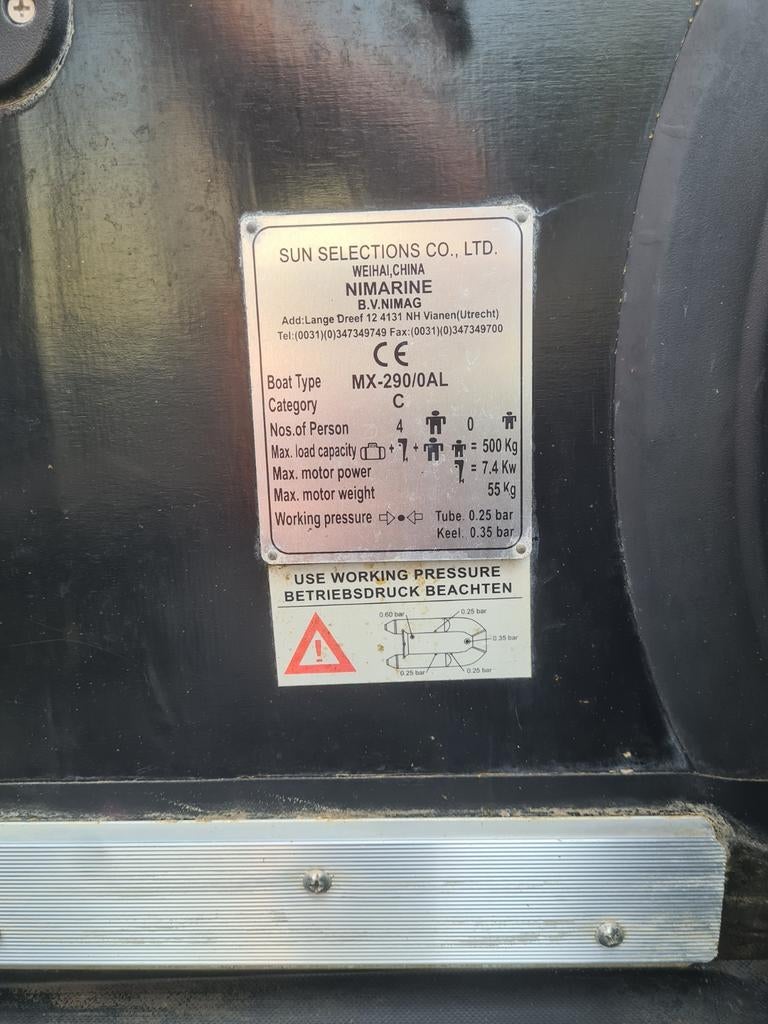 SUN SELECTIONS CO., LTD.
WEIHAI,CHINA
NIMARINE
B.V.NIMAG
Add:Lange Dreef 12 4131 NH Vianen(Utrecht)
Tel:(0031)(0)347349749 Fax:(0031)(0)347349700
CE
Boat Type MX-290/0AL
Category C
Nos.of Person 4 0
Max. load capacity + + = 500 Kg
Max. motor power = 7.4 Kw
Max. motor weight 55 Kg
Working pressure Tube. 0.25 bar
Keel. 0.35 bar
USE WORKING PRESSURE
BETRIEBSDRUCK BEACHTEN
0.60 bar 0.25 bar
0.35 bar
!
0.25 bar 0.25 bar